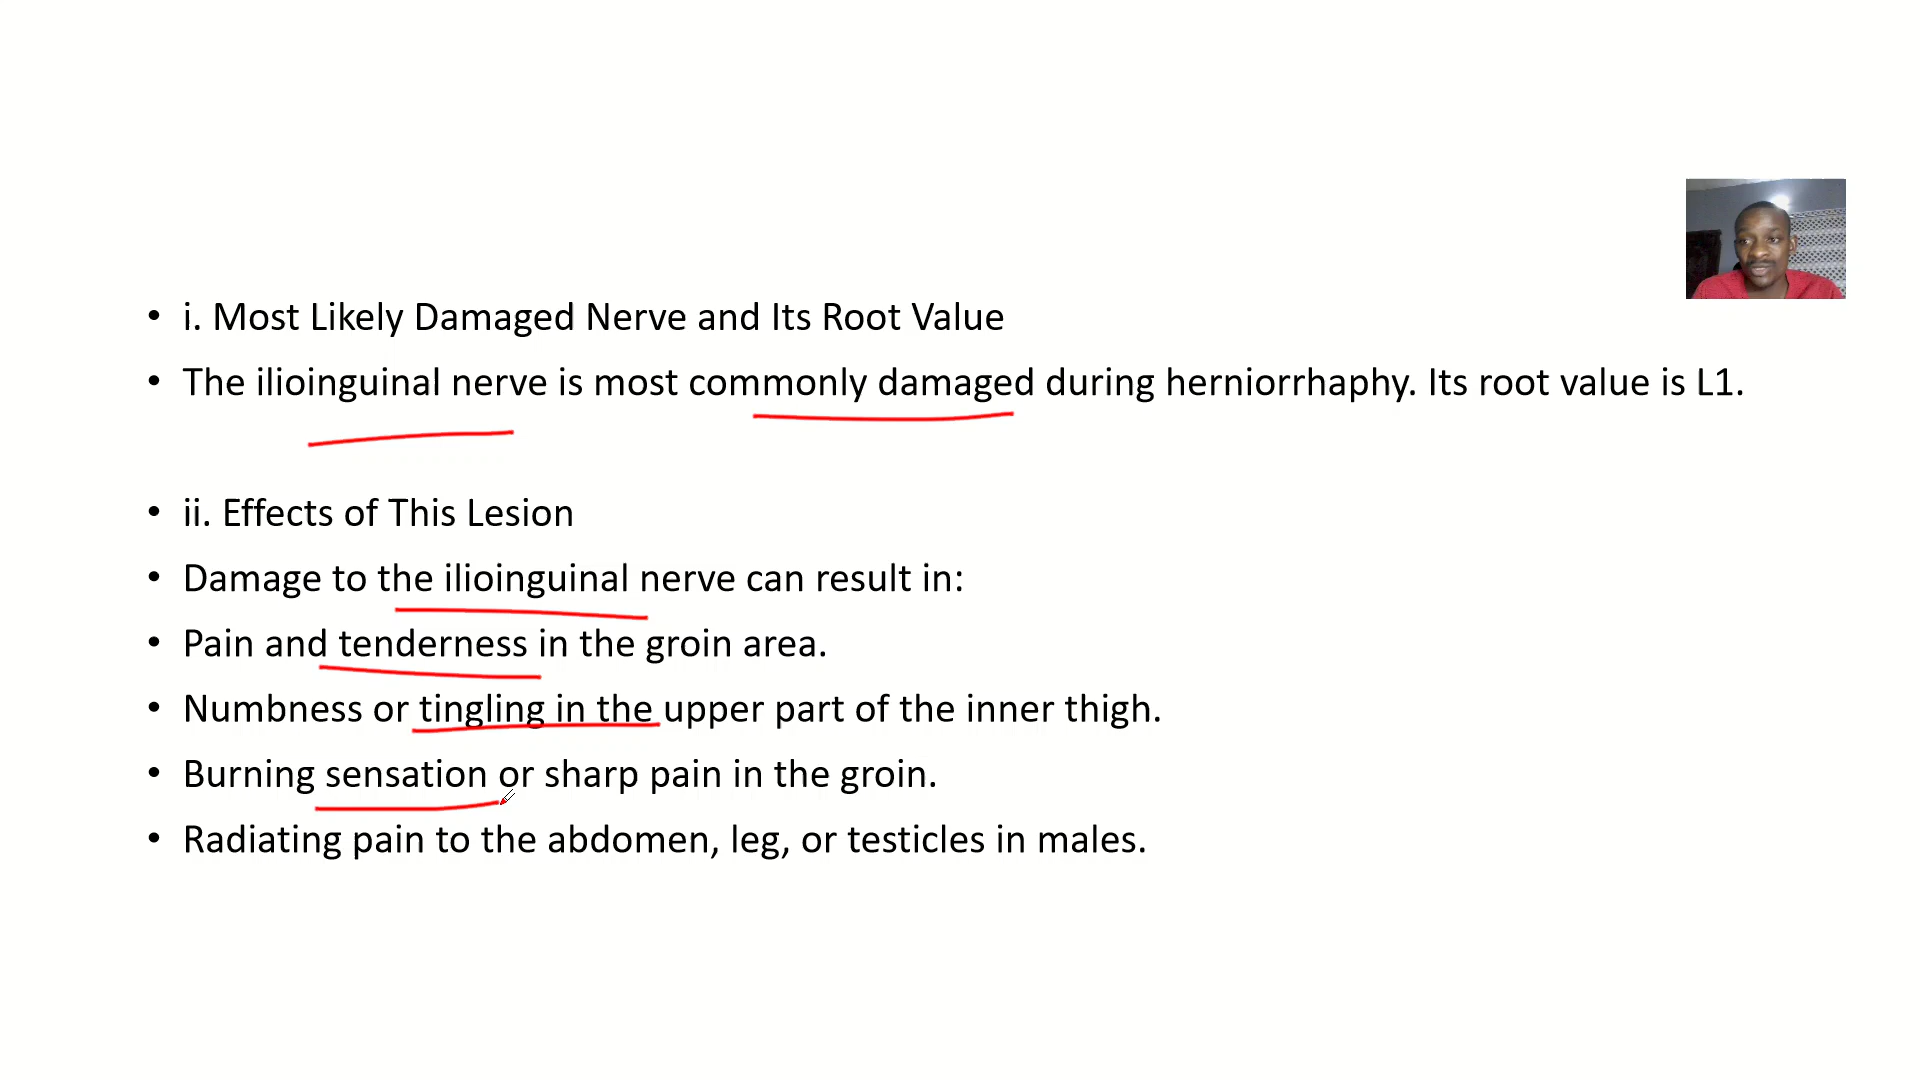 • i. Most Likely Damaged Nerve and Its Root Value
• The ilioinguinal nerve is most commonly damaged during herniorrhaphy. Its root value is L1.
• ii. Effects of This Lesion
• Damage to the ilioinguinal nerve can result in:
• Pain and tenderness in the groin area.
• Numbness or tingling in the upper part of the inner thigh.
• Burning sensation or sharp pain in the groin.
• Radiating pain to the abdomen, leg, or testicles in males.